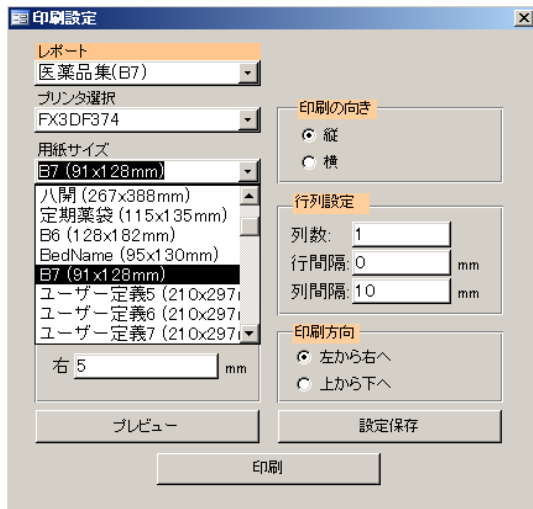 印刷設定
レポート
医薬品集(B7)
プリンタ選択
FX3DF374
用紙サイズ
B7 (91x128mm)
八開 (267x388mm)
定期薬袋 (115x135mm)
B6 (128x182mm)
BedName (95x130mm)
B7 (91x128mm)
ユーザー定義5 (210x297
ユーザー定義6 (210x297
ユーザー定義7 (210x297
右 5 mm
印刷の向き
縦
横
行列設定
列数: 1
行間隔: 0 mm
列間隔: 10 mm
印刷方向
左から右へ
上から下へ
プレビュー
設定保存
印刷